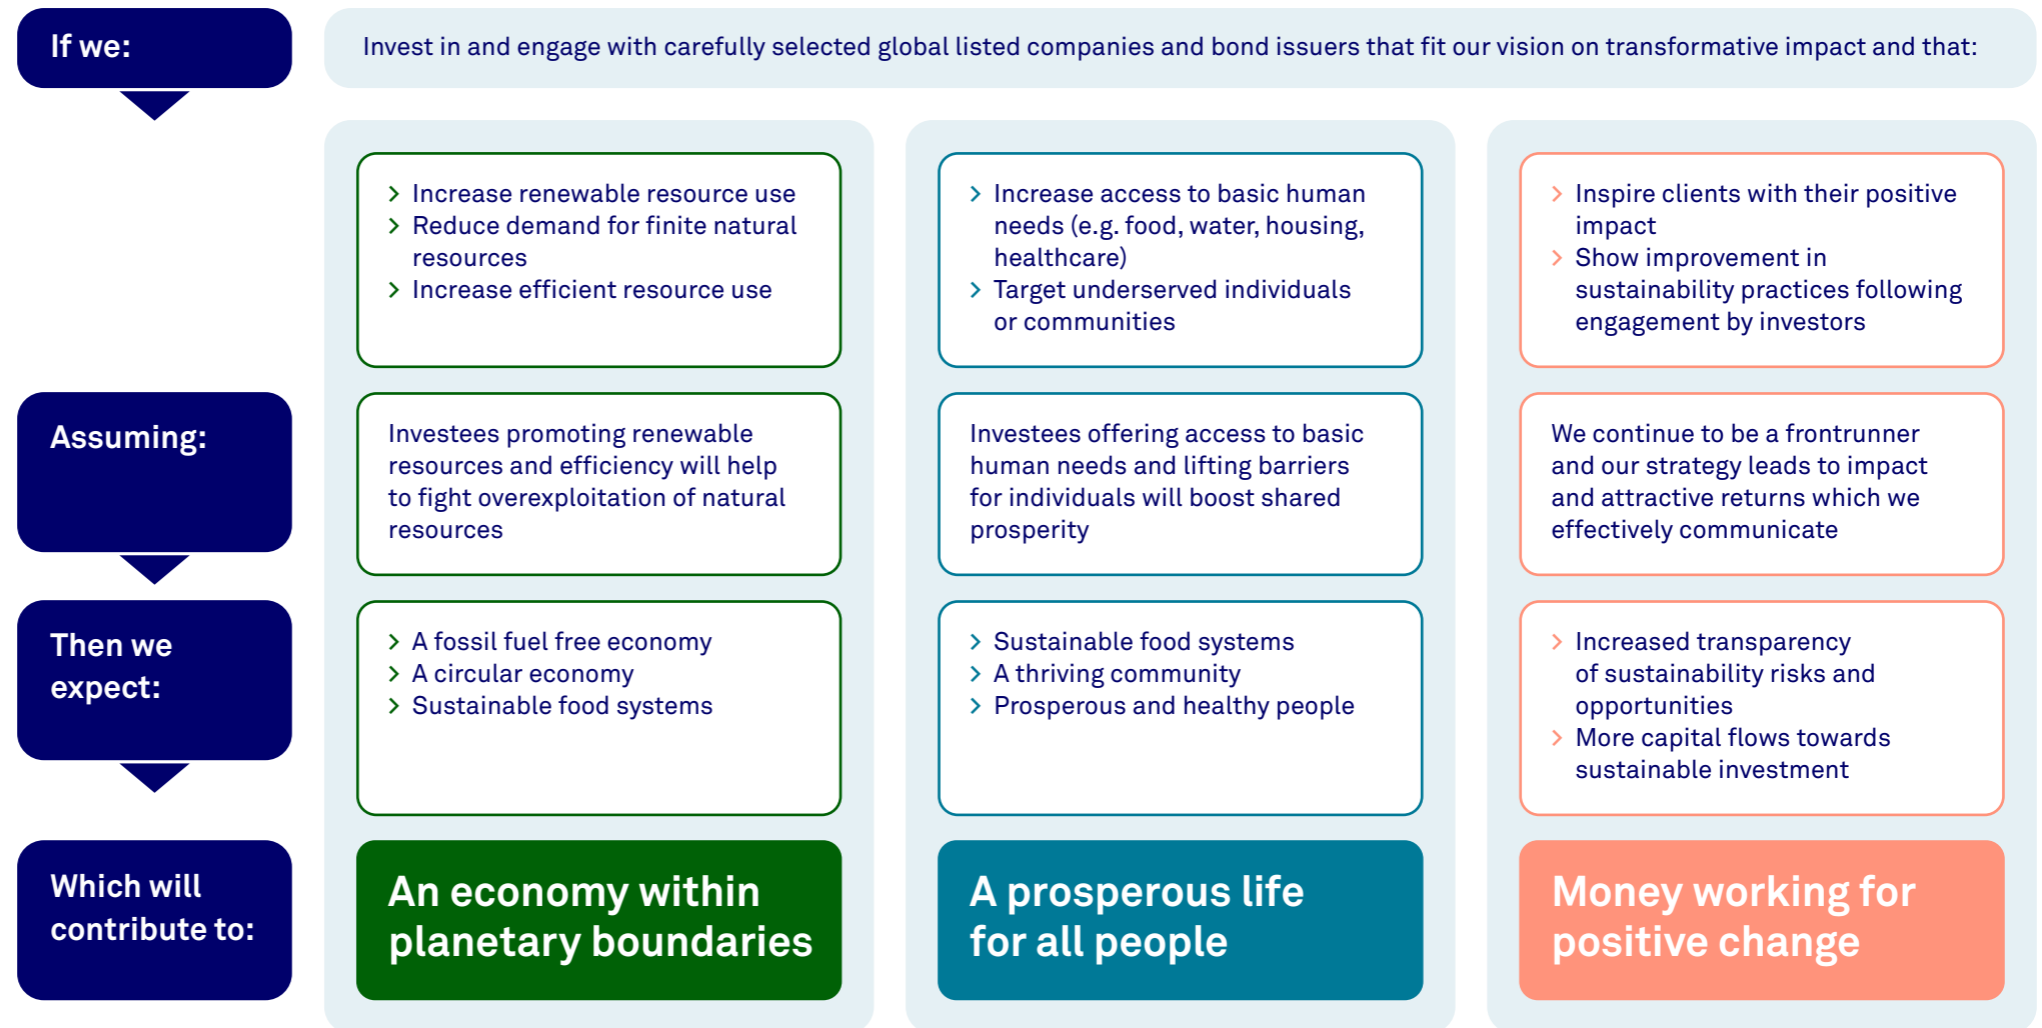 If we:
Invest in and engage with carefully selected global listed companies and bond issuers that fit our vision on transformative impact and that:
> Increase renewable resource use
> Reduce demand for finite natural
resources
> Increase efficient resource use
> Increase access to basic human
needs (e.g. food, water, housing,
healthcare)
> Target underserved individuals
or communities
> Inspire clients with their positive
impact
> Show improvement in
sustainability practices following
engagement by investors
Assuming:
Investees promoting renewable
resources and efficiency will help
to fight overexploitation of natural
resources
Investees offering access to basic
human needs and lifting barriers
for individuals will boost shared
prosperity
We continue to be a frontrunner
and our strategy leads to impact
and attractive returns which we
effectively communicate
Then we
expect:
> A fossil fuel free economy
> A circular economy
> Sustainable food systems
> Sustainable food systems
> A thriving community
> Prosperous and healthy people
> Increased transparency
of sustainability risks and
opportunities
> More capital flows towards
sustainable investment
Which will
contribute to:
An economy within
planetary boundaries
A prosperous life
for all people
Money working for
positive change